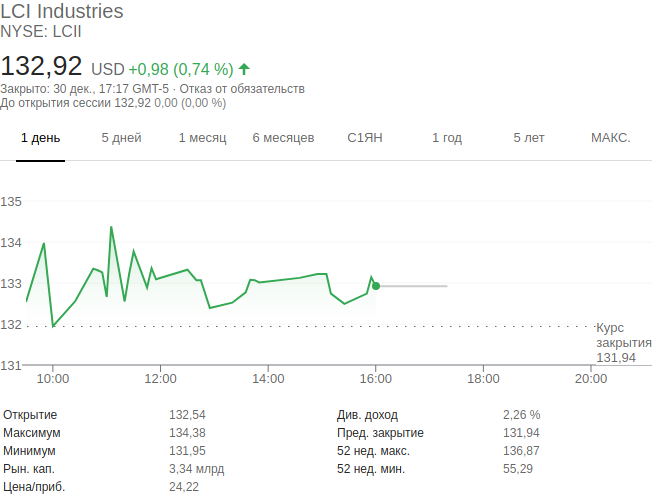 LCI Industries
NYSE: LCII
132,92 USD +0,98 (0,74 %)
Закрыто: 30 дек., 17:17 GMT-5 · Отказ от обязательств
До открытия сессии 132,92 0,00 (0,00 %)
1 день 5 дней 1 месяц 6 месяцев С1ЯН 1 год 5 лет МАКС.
135
134
133
132
Курс
закрытия
131,94
131
10:00 12:00 14:00 16:00 18:00 20:00
Открытие 132,54 Див. доход 2,26 %
Максимум 134,38 Пред. закрытие 131,94
Минимум 131,95 52 нед. макс. 136,87
Рын. кап. 3,34 млрд 52 нед. мин. 55,29
Цена/приб. 24,22